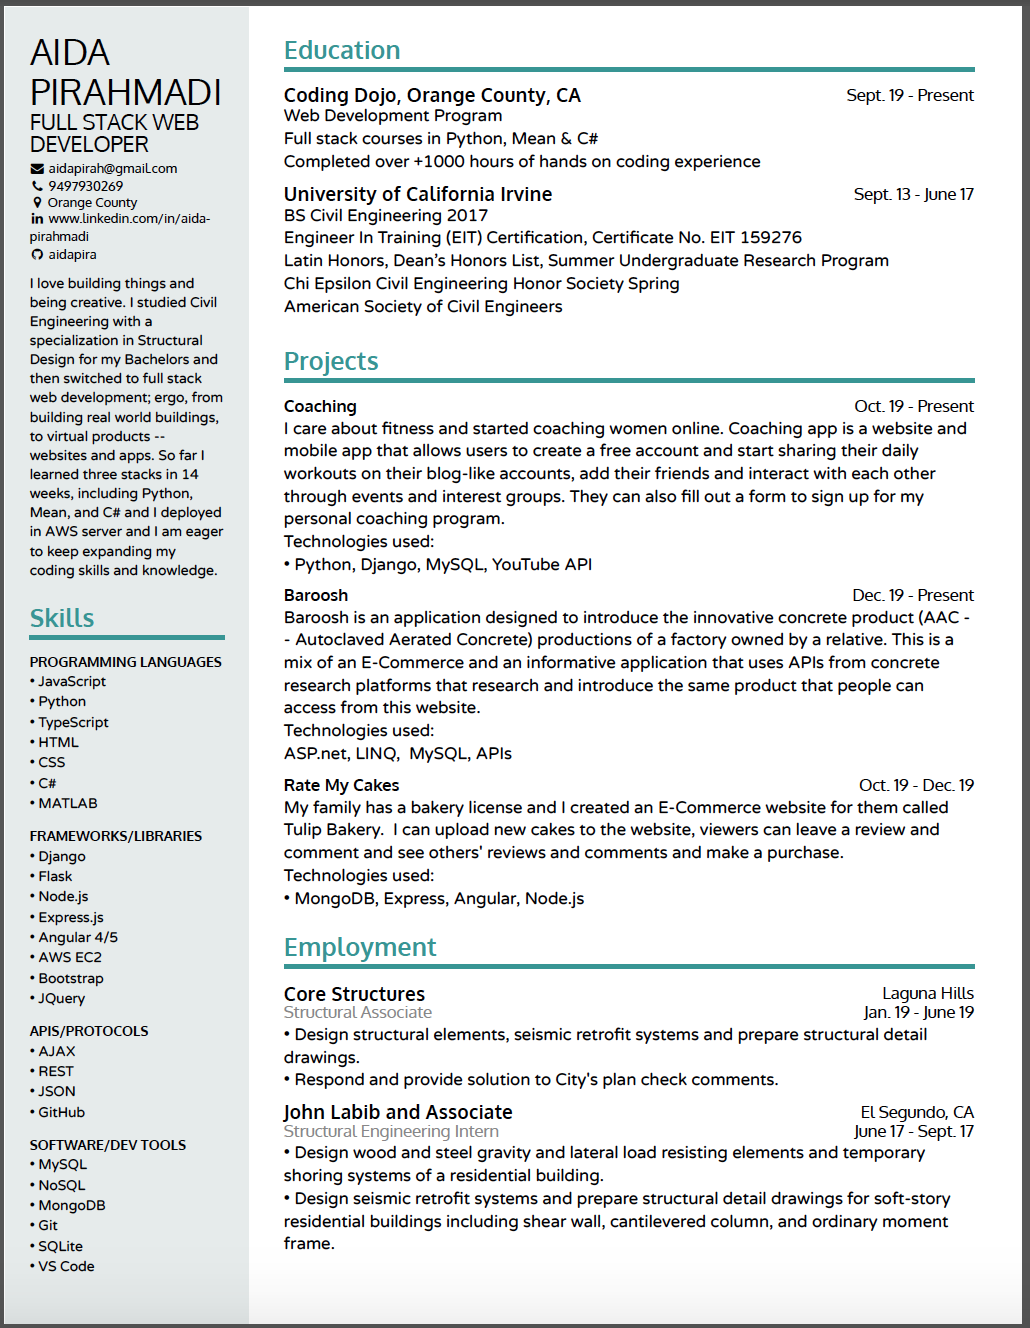 AIDA
PIRAHMADI
FULL STACK WEB
DEVELOPER
aidapirah@gmail.com
9497930269
Orange County
in www.linkedin.com/in/aida-
pirahmadi
aidapira
I love building things and
being creative. I studied Civil
Engineering with a
specialization in Structural
Design for my Bachelors and
then switched to full stack
web development; ergo, from
building real world buildings,
to virtual products --
websites and apps. So far I
learned three stacks in 14
weeks, including Python,
Mean, and C# and I deployed
in AWS server and I am eager
to keep expanding my
coding skills and knowledge.
Skills
PROGRAMMING LANGUAGES
• JavaScript
• Python
• TypeScript
• HTML
• CSS
• C#
• MATLAB
FRAMEWORKS/LIBRARIES
• Django
• Flask
• Node.js
• Express.js
• Angular 4/5
• AWS EC2
• Bootstrap
• JQuery
APIS/PROTOCOLS
• AJAX
• REST
• JSON
• GitHub
SOFTWARE/DEV TOOLS
• MySQL
• NoSQL
• MongoDB
• Git
• SQLite
• VS Code
Education
Coding Dojo, Orange County, CA Sept. 19 - Present
Web Development Program
Full stack courses in Python, Mean & C#
Completed over +1000 hours of hands on coding experience
University of California Irvine Sept. 13 - June 17
BS Civil Engineering 2017
Engineer In Training (EIT) Certification, Certificate No. EIT 159276
Latin Honors, Dean's Honors List, Summer Undergraduate Research Program
Chi Epsilon Civil Engineering Honor Society Spring
American Society of Civil Engineers
Projects
Coaching Oct. 19 - Present
I care about fitness and started coaching women online. Coaching app is a website and
mobile app that allows users to create a free account and start sharing their daily
workouts on their blog-like accounts, add their friends and interact with each other
through events and interest groups. They can also fill out a form to sign up for my
personal coaching program.
Technologies used:
• Python, Django, MySQL, YouTube API
Baroosh Dec. 19 - Present
Baroosh is an application designed to introduce the innovative concrete product (AAC -
- Autoclaved Aerated Concrete) productions of a factory owned by a relative. This is a
mix of an E-Commerce and an informative application that uses APIs from concrete
research platforms that research and introduce the same product that people can
access from this website.
Technologies used:
ASP.net, LINQ,  MySQL, APIs
Rate My Cakes Oct. 19 - Dec. 19
My family has a bakery license and I created an E-Commerce website for them called
Tulip Bakery.  I can upload new cakes to the website, viewers can leave a review and
comment and see others' reviews and comments and make a purchase.
Technologies used:
• MongoDB, Express, Angular, Node.js
Employment
Core Structures Laguna Hills
Structural Associate Jan. 19 - June 19
• Design structural elements, seismic retrofit systems and prepare structural detail
drawings.
• Respond and provide solution to City's plan check comments.
John Labib and Associate El Segundo, CA
Structural Engineering Intern June 17 - Sept. 17
• Design wood and steel gravity and lateral load resisting elements and temporary
shoring systems of a residential building.
• Design seismic retrofit systems and prepare structural detail drawings for soft-story
residential buildings including shear wall, cantilevered column, and ordinary moment
frame.